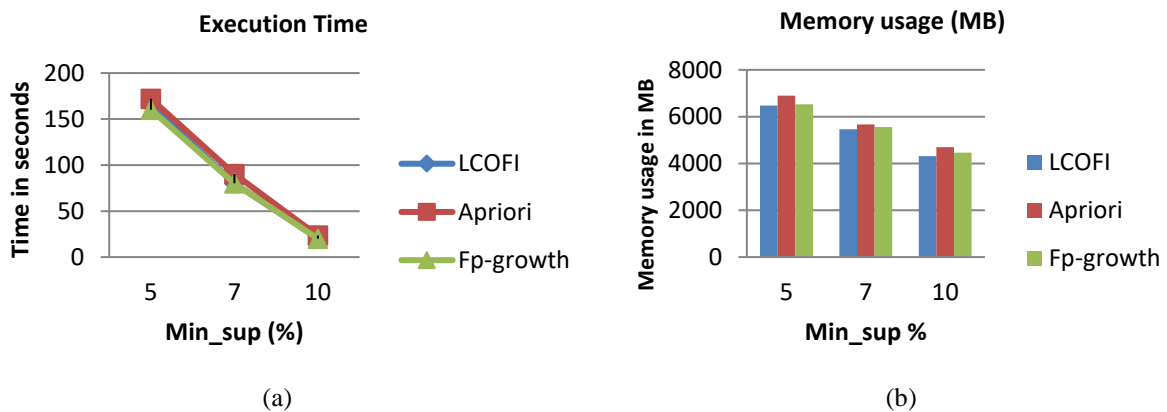 Execution Time
Time in seconds
200
150
100
50
0
5 7 10
Min_sup (%)
LCOFI
Apriori
Fp-growth
(a)
Memory usage (MB)
Memory usage in MB
8000
6000
4000
2000
0
5 7 10
Min_sup %
LCOFI
Apriori
Fp-growth
(b)